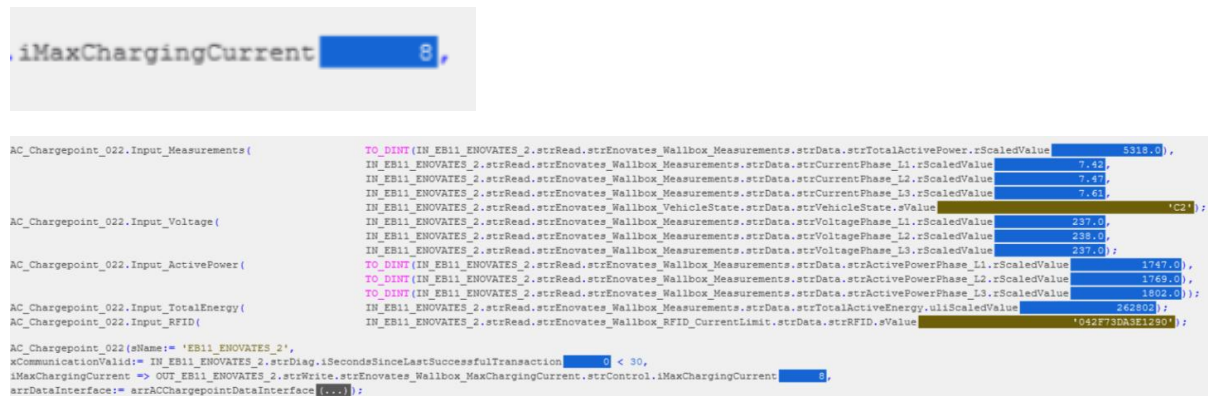 .iMaxChargingCurrent 8,
AC_Chargepoint_022.Input_Measurements( TO_DINT(IN_EB11_ENOVATES_2.strRead.strEnovates_Wallbox_Measurements.strData.strTotalActivePower.rScaledValue 5318.0),
IN_EB11_ENOVATES_2.strRead.strEnovates_Wallbox_Measurements.strData.strCurrentPhase_L1.rScaledValue 7.42,
IN_EB11_ENOVATES_2.strRead.strEnovates_Wallbox_Measurements.strData.strCurrentPhase_L2.rScaledValue 7.47,
IN_EB11_ENOVATES_2.strRead.strEnovates_Wallbox_Measurements.strData.strCurrentPhase_L3.rScaledValue 7.61,
IN_EB11_ENOVATES_2.strRead.strEnovates_Wallbox_VehicleState.strData.strVehicleState.sValue 'C2');
AC_Chargepoint_022.Input_Voltage( IN_EB11_ENOVATES_2.strRead.strEnovates_Wallbox_Measurements.strData.strVoltagePhase_L1.rScaledValue 237.0,
IN_EB11_ENOVATES_2.strRead.strEnovates_Wallbox_Measurements.strData.strVoltagePhase_L2.rScaledValue 238.0,
IN_EB11_ENOVATES_2.strRead.strEnovates_Wallbox_Measurements.strData.strVoltagePhase_L3.rScaledValue 237.0);
AC_Chargepoint_022.Input_ActivePower( TO_DINT(IN_EB11_ENOVATES_2.strRead.strEnovates_Wallbox_Measurements.strData.strActivePowerPhase_L1.rScaledValue 1747.0),
TO_DINT(IN_EB11_ENOVATES_2.strRead.strEnovates_Wallbox_Measurements.strData.strActivePowerPhase_L2.rScaledValue 1769.0),
TO_DINT(IN_EB11_ENOVATES_2.strRead.strEnovates_Wallbox_Measurements.strData.strActivePowerPhase_L3.rScaledValue 1802.0));
AC_Chargepoint_022.Input_TotalEnergy( IN_EB11_ENOVATES_2.strRead.strEnovates_Wallbox_Measurements.strData.strTotalActiveEnergy.uliScaledValue 262802);
AC_Chargepoint_022.Input_RFID( IN_EB11_ENOVATES_2.strRead.strEnovates_Wallbox_RFID_CurrentLimit.strData.strRFID.sValue '042F73DA3E1290');
AC_Chargepoint_022(sName:= 'EB11_ENOVATES_2',
xCommunicationValid:= IN_EB11_ENOVATES_2.strDiag.iSecondsSinceLastSuccessfulTransaction 0 < 30,
iMaxChargingCurrent => OUT_EB11_ENOVATES_2.strWrite.strEnovates_Wallbox_MaxChargingCurrent.strControl.iMaxChargingCurrent 8,
arrDataInterface:= arrACChargepointDataInterface(...));